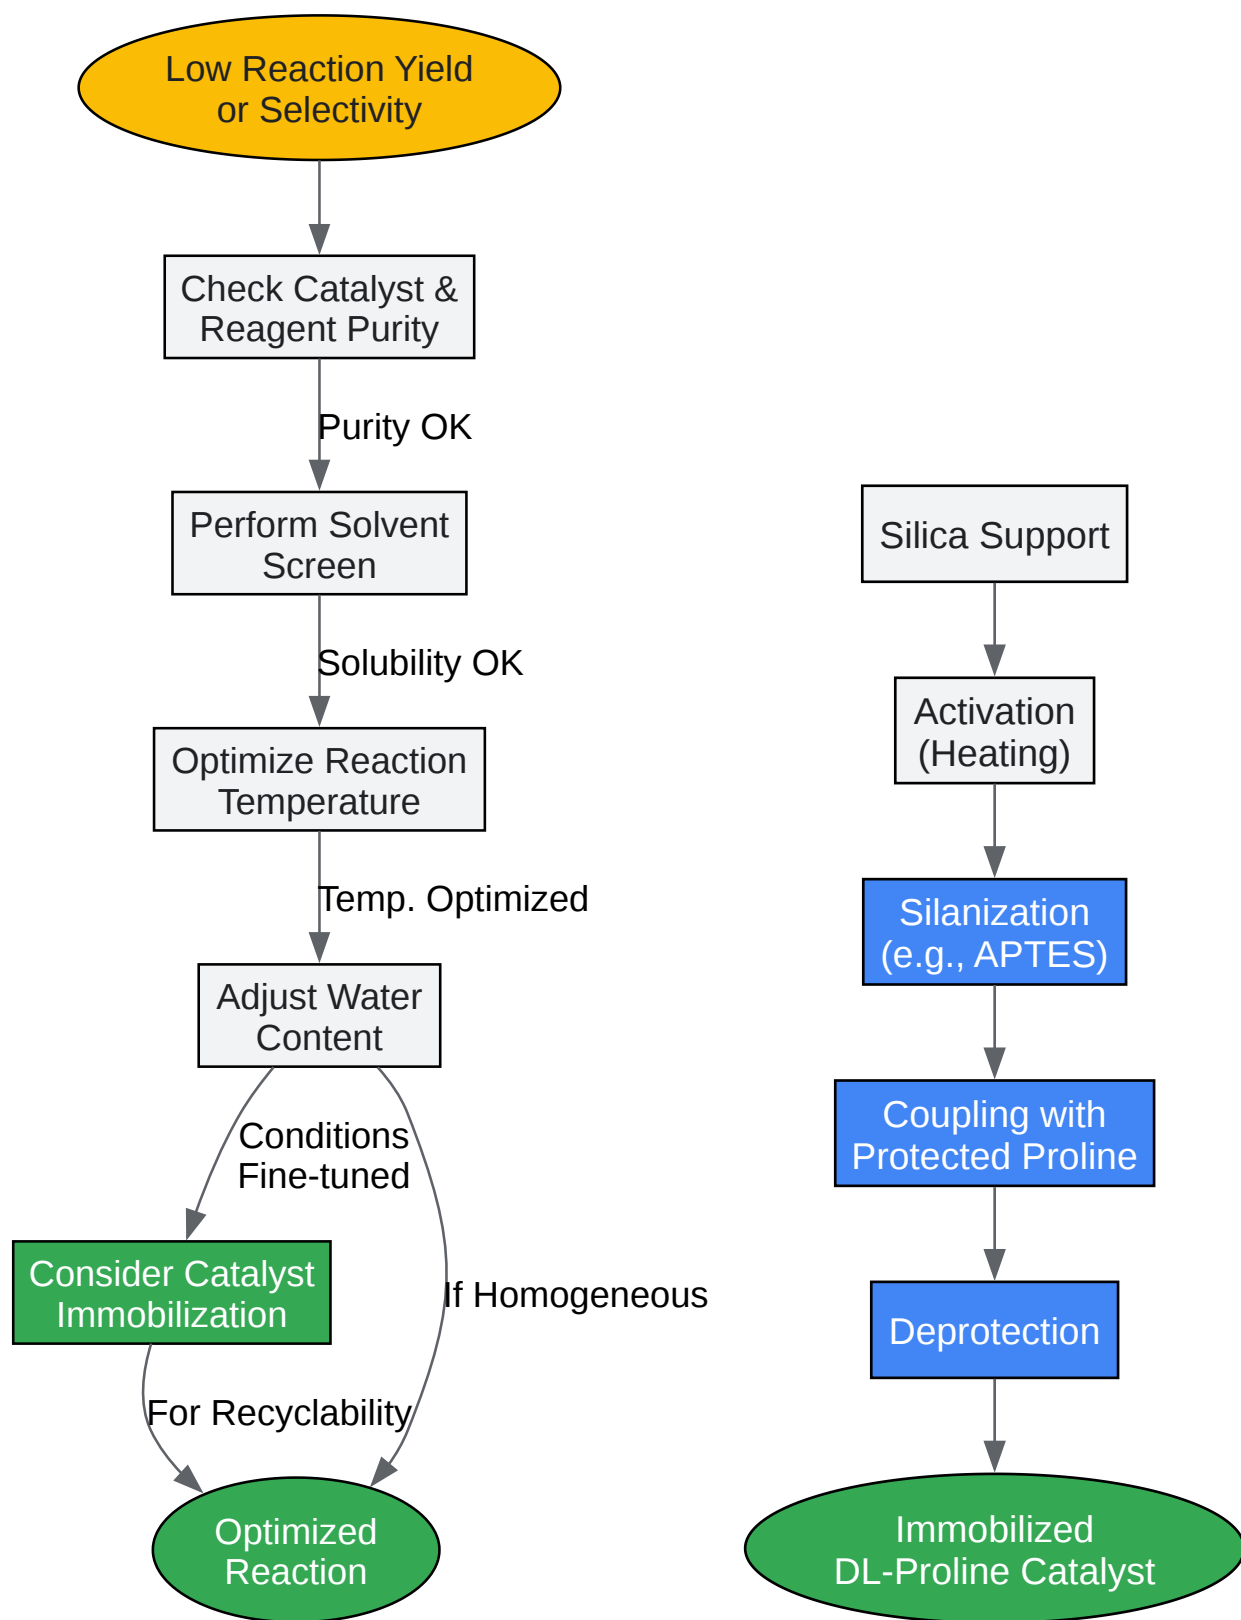 Low Reaction Yield
or Selectivity
Check Catalyst &
Reagent Purity
Purity OK
Perform Solvent
Screen
Solubility OK
Optimize Reaction
Temperature
Temp. Optimized
Adjust Water
Content
Conditions
Fine-tuned
Consider Catalyst
Immobilization
If Homogeneous
For Recyclability
Optimized
Reaction
Silica Support
Activation
(Heating)
Silanization
(e.g., APTES)
Coupling with
Protected Proline
Deprotection
Immobilized
DL-Proline Catalyst